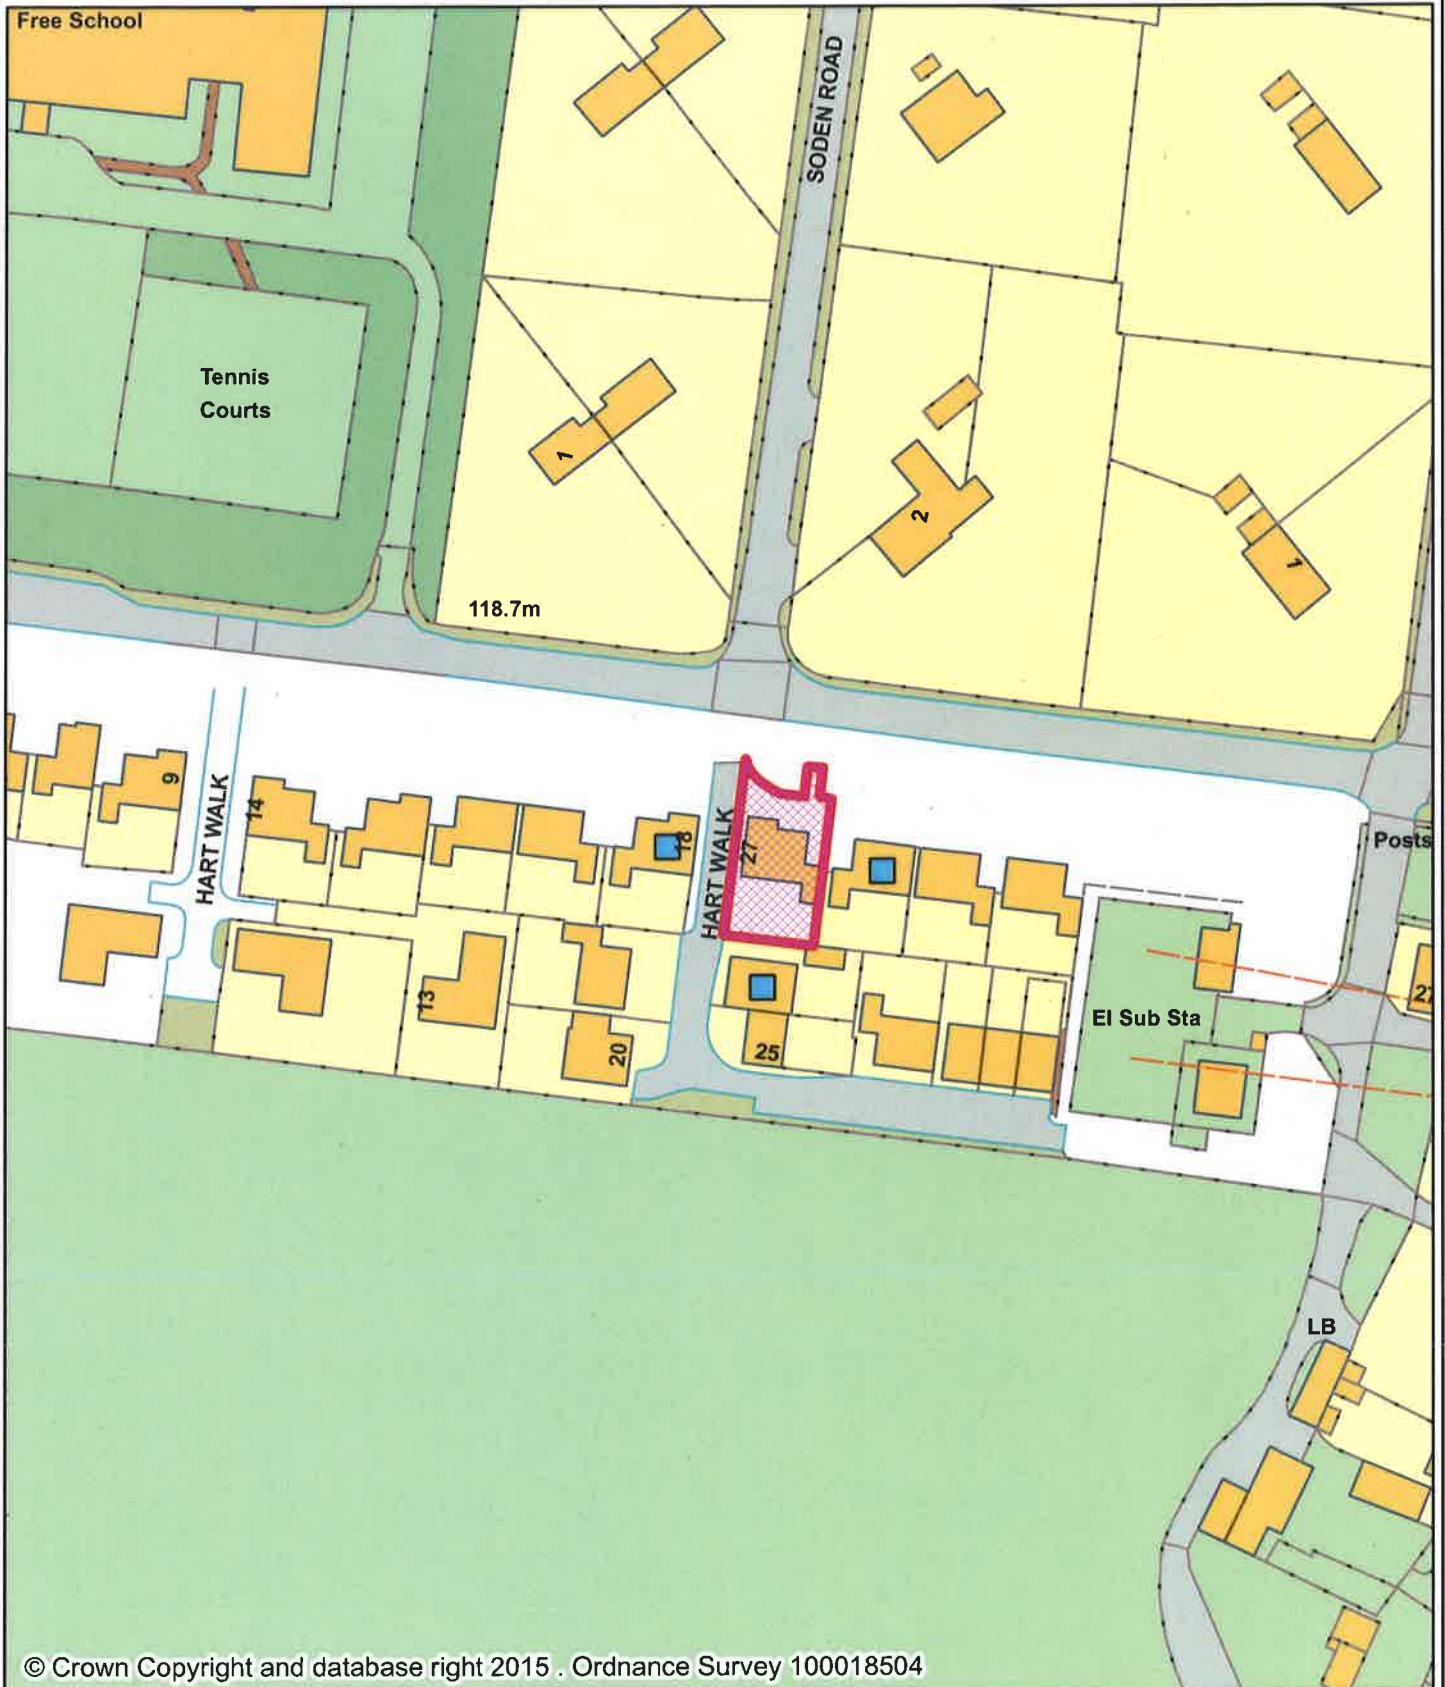 Free School
SODEN ROAD
Tennis
Courts
1
2
1
118.7m
9
HART WALK
14
18
HART WALK
27
Posts
13
20
25
El Sub Sta
27
LB
© Crown Copyright and database right 2015 . Ordnance Survey 100018504